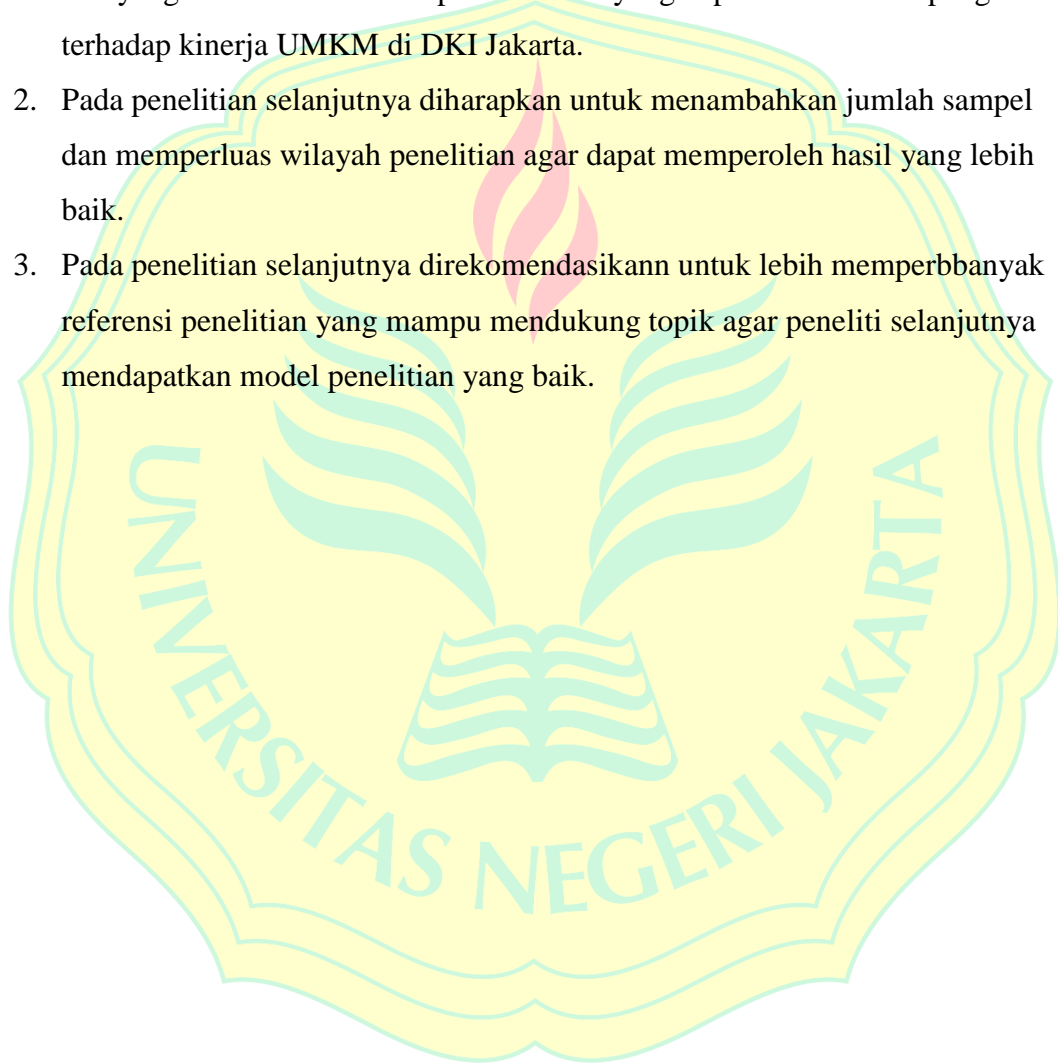 terhadap kinerja UMKM di DKI Jakarta.
2. Pada penelitian selanjutnya diharapkan untuk menambahkan jumlah sampel
dan memperluas wilayah penelitian agar dapat memperoleh hasil yang lebih
baik.
3. Pada penelitian selanjutnya direkomendasikann untuk lebih memperbbanyak
referensi penelitian yang mampu mendukung topik agar peneliti selanjutnya
mendapatkan model penelitian yang baik.
UNIVERSITAS NEGERI JAKARTA